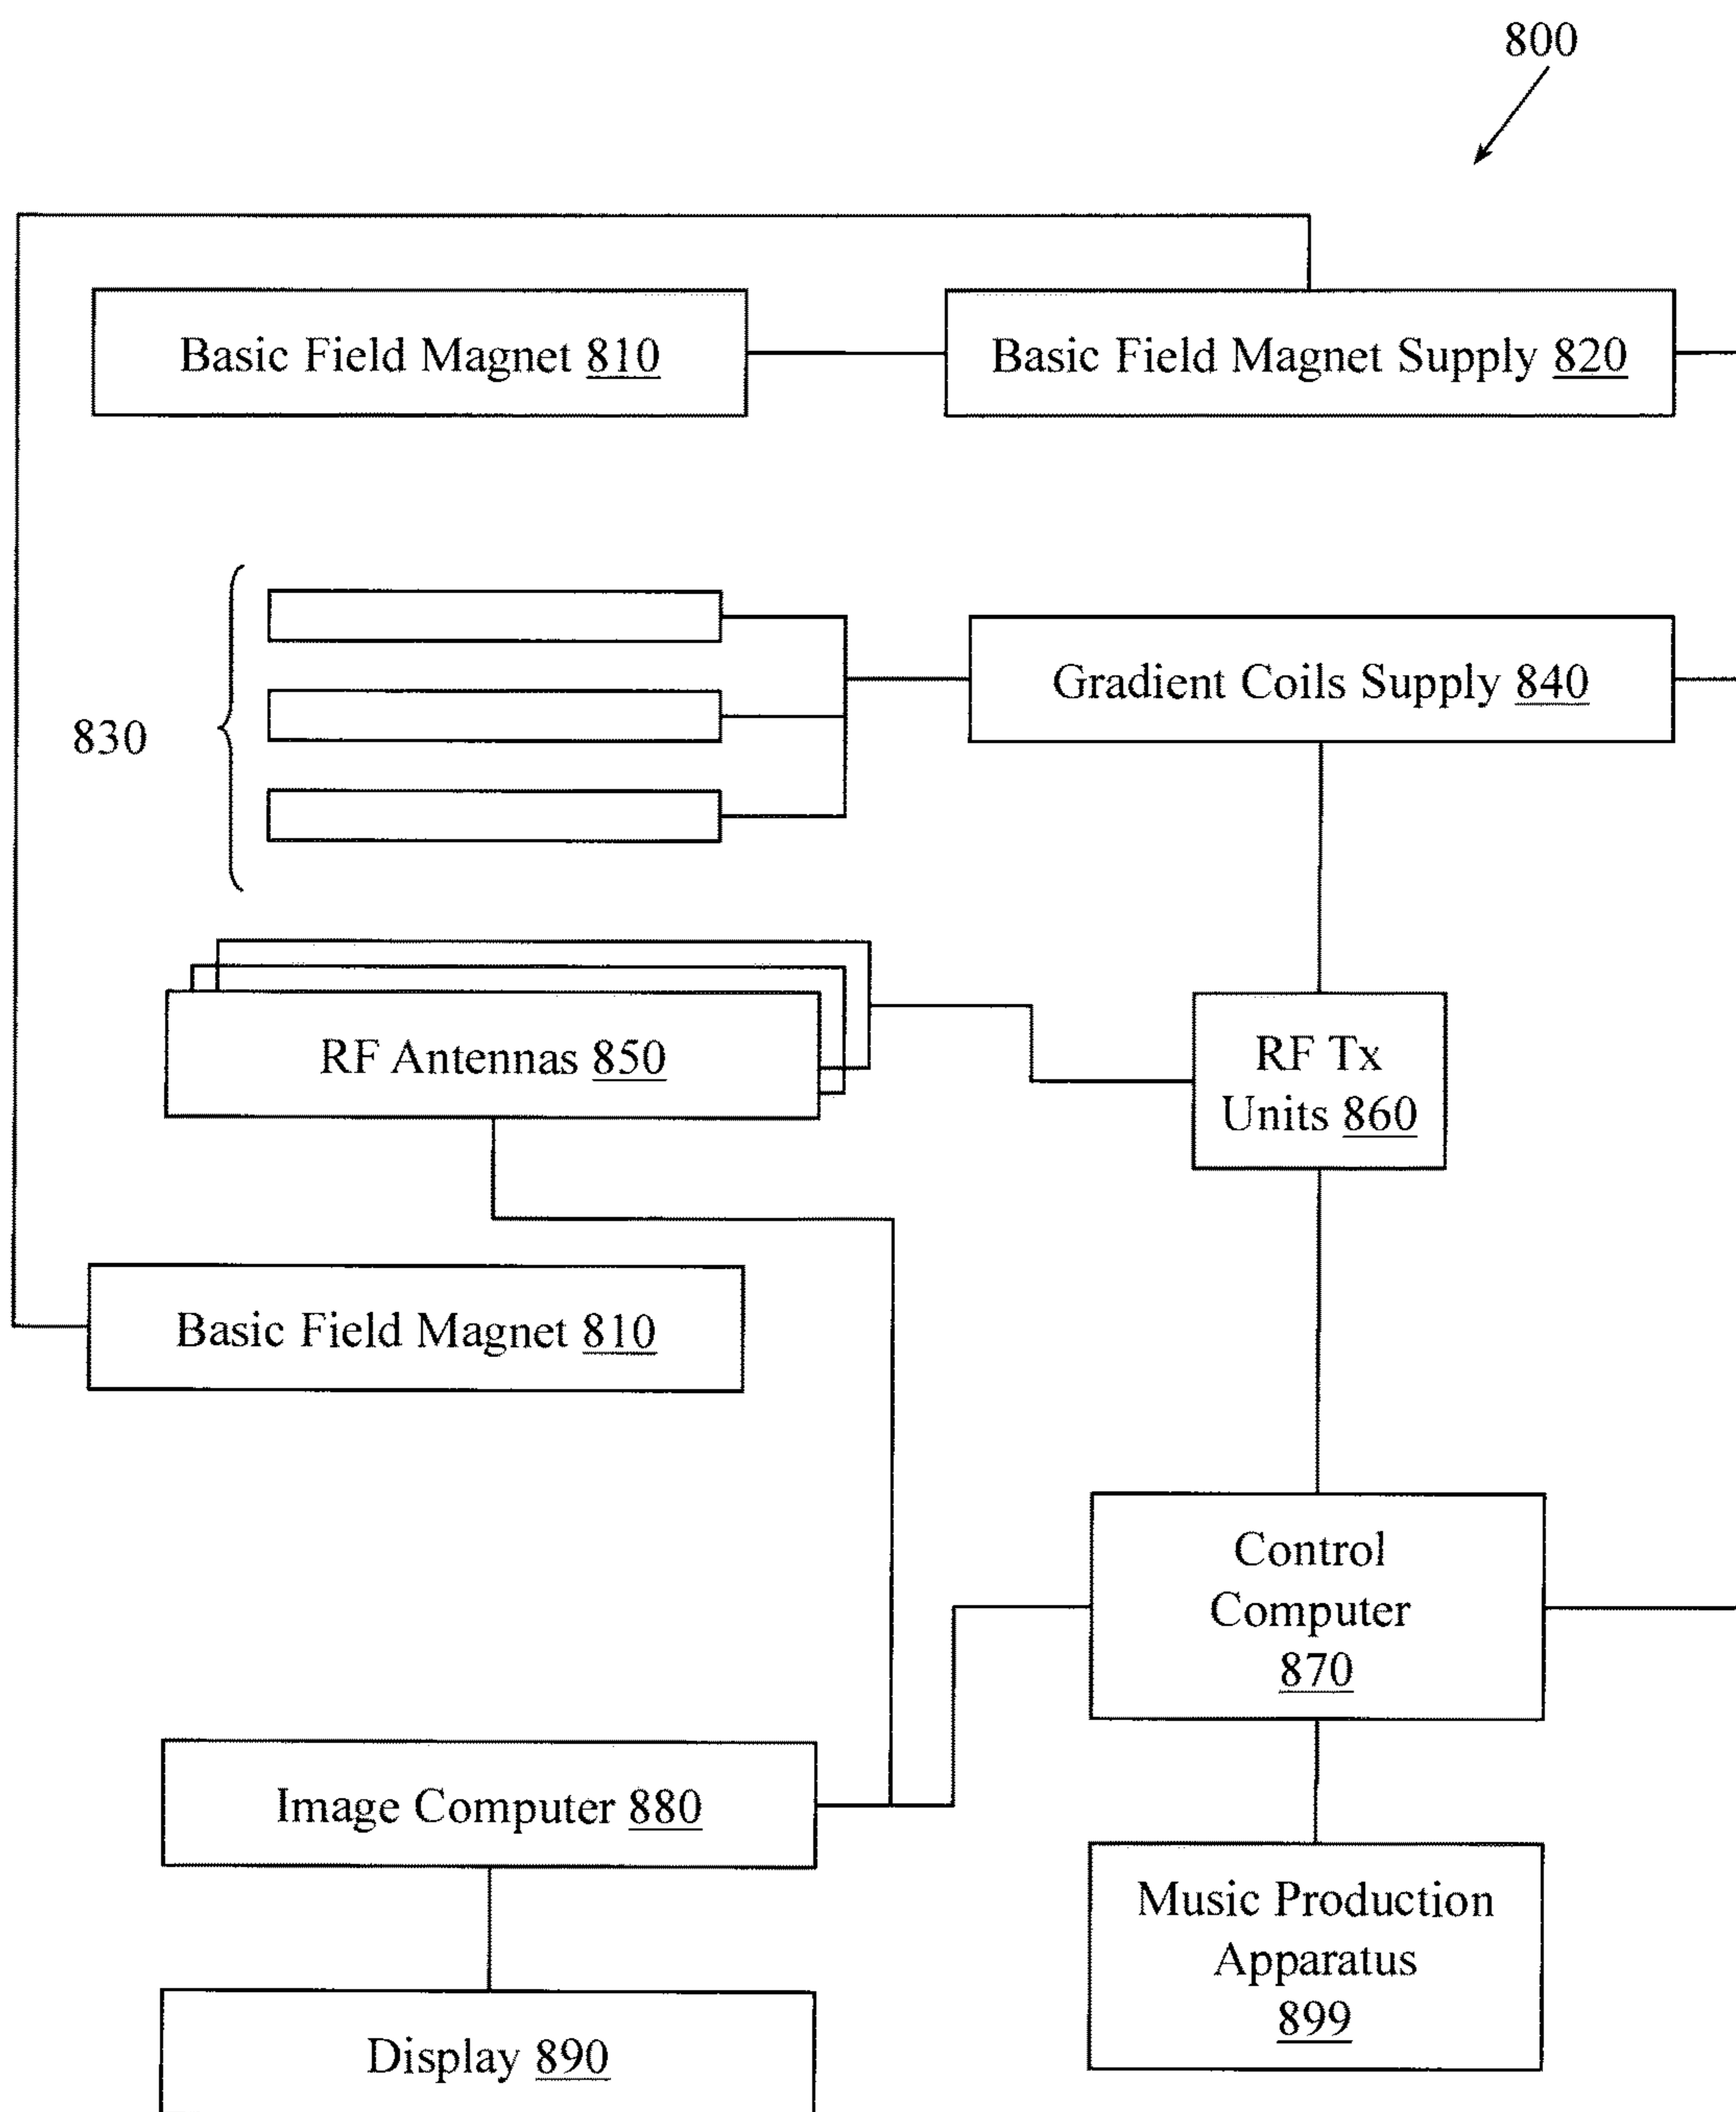 800
Basic Field Magnet 810
Basic Field Magnet Supply 820
830
Gradient Coils Supply 840
RF Antennas 850
RF Tx
Units 860
Basic Field Magnet 810
Control
Computer
870
Image Computer 880
Music Production
Apparatus
899
Display 890